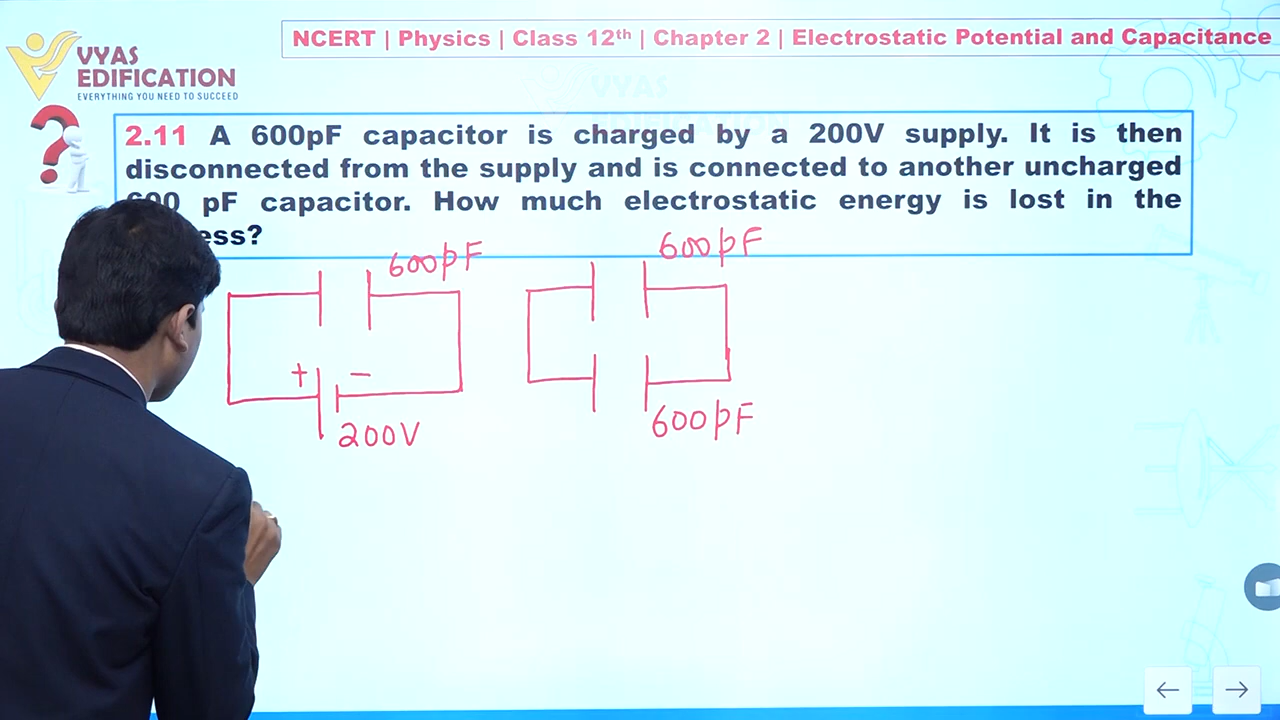 VYAS
EDIFICATION
EVERYTHING YOU NEED TO SUCCEED
NCERT | Physics | Class 12th | Chapter 2 | Electrostatic Potential and Capacitance
2.11 A 600pF capacitor is charged by a 200V supply. It is then
disconnected from the supply and is connected to another uncharged
600 pF capacitor. How much electrostatic energy is lost in the
ess?
600pF
600pF
+ −
200V
600pF